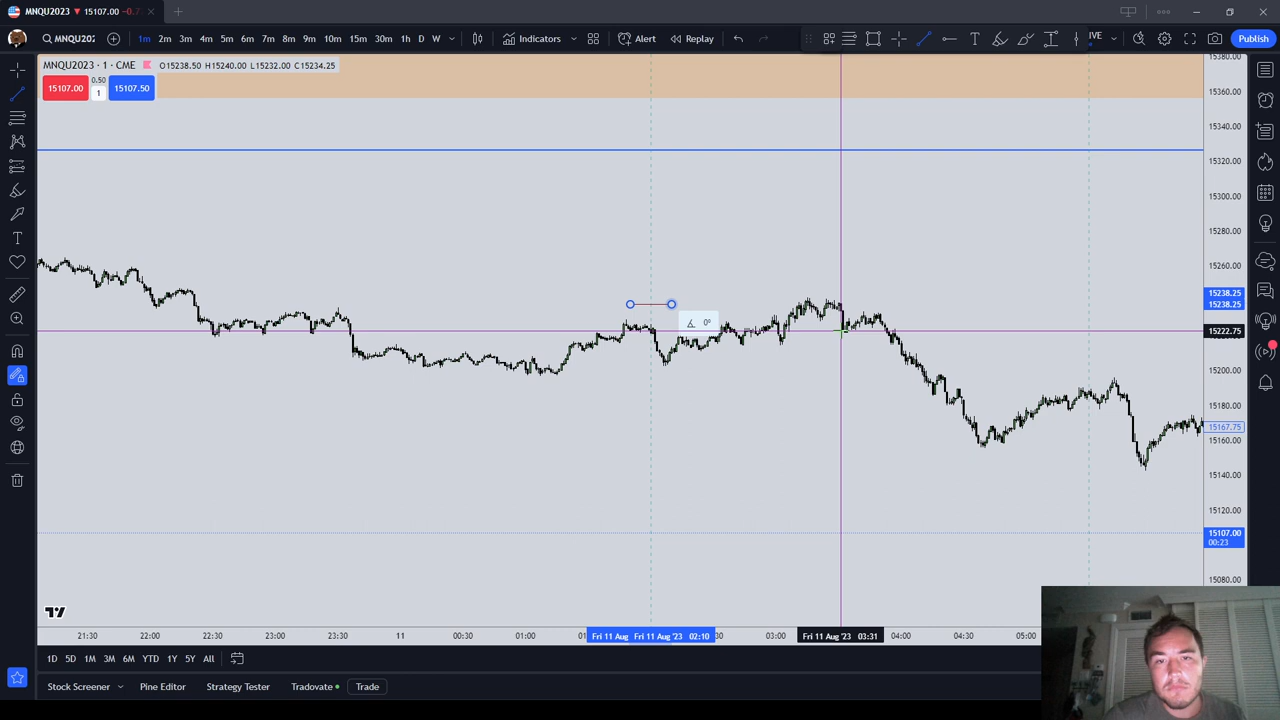 MNQU2023 15107.00 −0.7
MNQU202 1m 2m 3m 4m 5m 6m 7m 8m 9m 10m 15m 30m 1h D W Indicators Alert Replay IVE Publish
MNQU2023 · 1 · CME O15238.50 H15240.00 L15232.00 C15234.25
15107.00 0.50 1 15107.50
15380.00
15360.00
15340.00
15320.00
15300.00
15280.00
15260.00
15238.25
15238.25
0°
15222.75
15200.00
15180.00
15167.75
15160.00
15140.00
15120.00
15107.00
00:23
15080.00
21:30 22:00 22:30 23:00 23:30 11 00:30 01:00 Fri 11 Aug Fri 11 Aug '23 02:10 03:00 Fri 11 Aug '23 03:31 04:00 04:30 05:00
1D 5D 1M 3M 6M YTD 1Y 5Y All
Stock Screener Pine Editor Strategy Tester Tradovate Trade